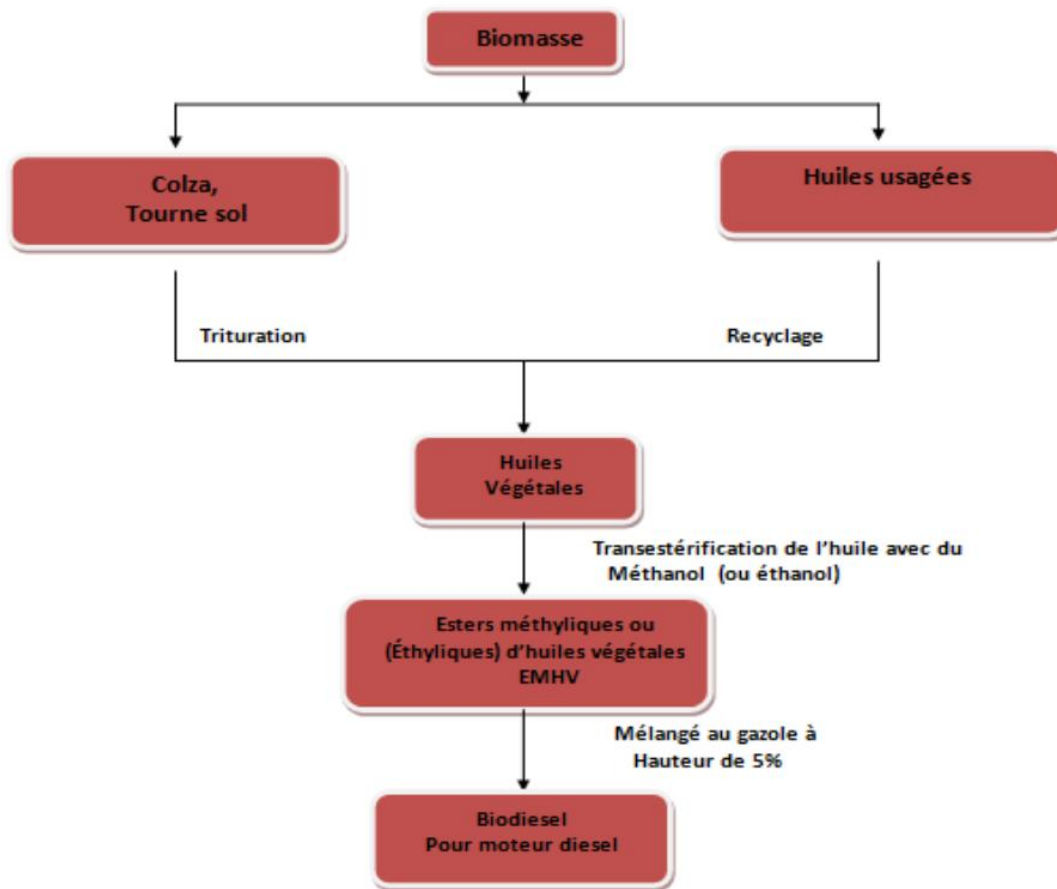 Biomasse
Colza,
Tourne sol
Huiles usagées
Trituration
Recyclage
Huiles
Végétales
Transestérification de l'huile avec du
Méthanol (ou éthanol)
Esters méthyliques ou
(Éthyliques) d'huiles végétales
EMHV
Mélangé au gazole à
Hauteur de 5%
Biodiesel
Pour moteur diesel